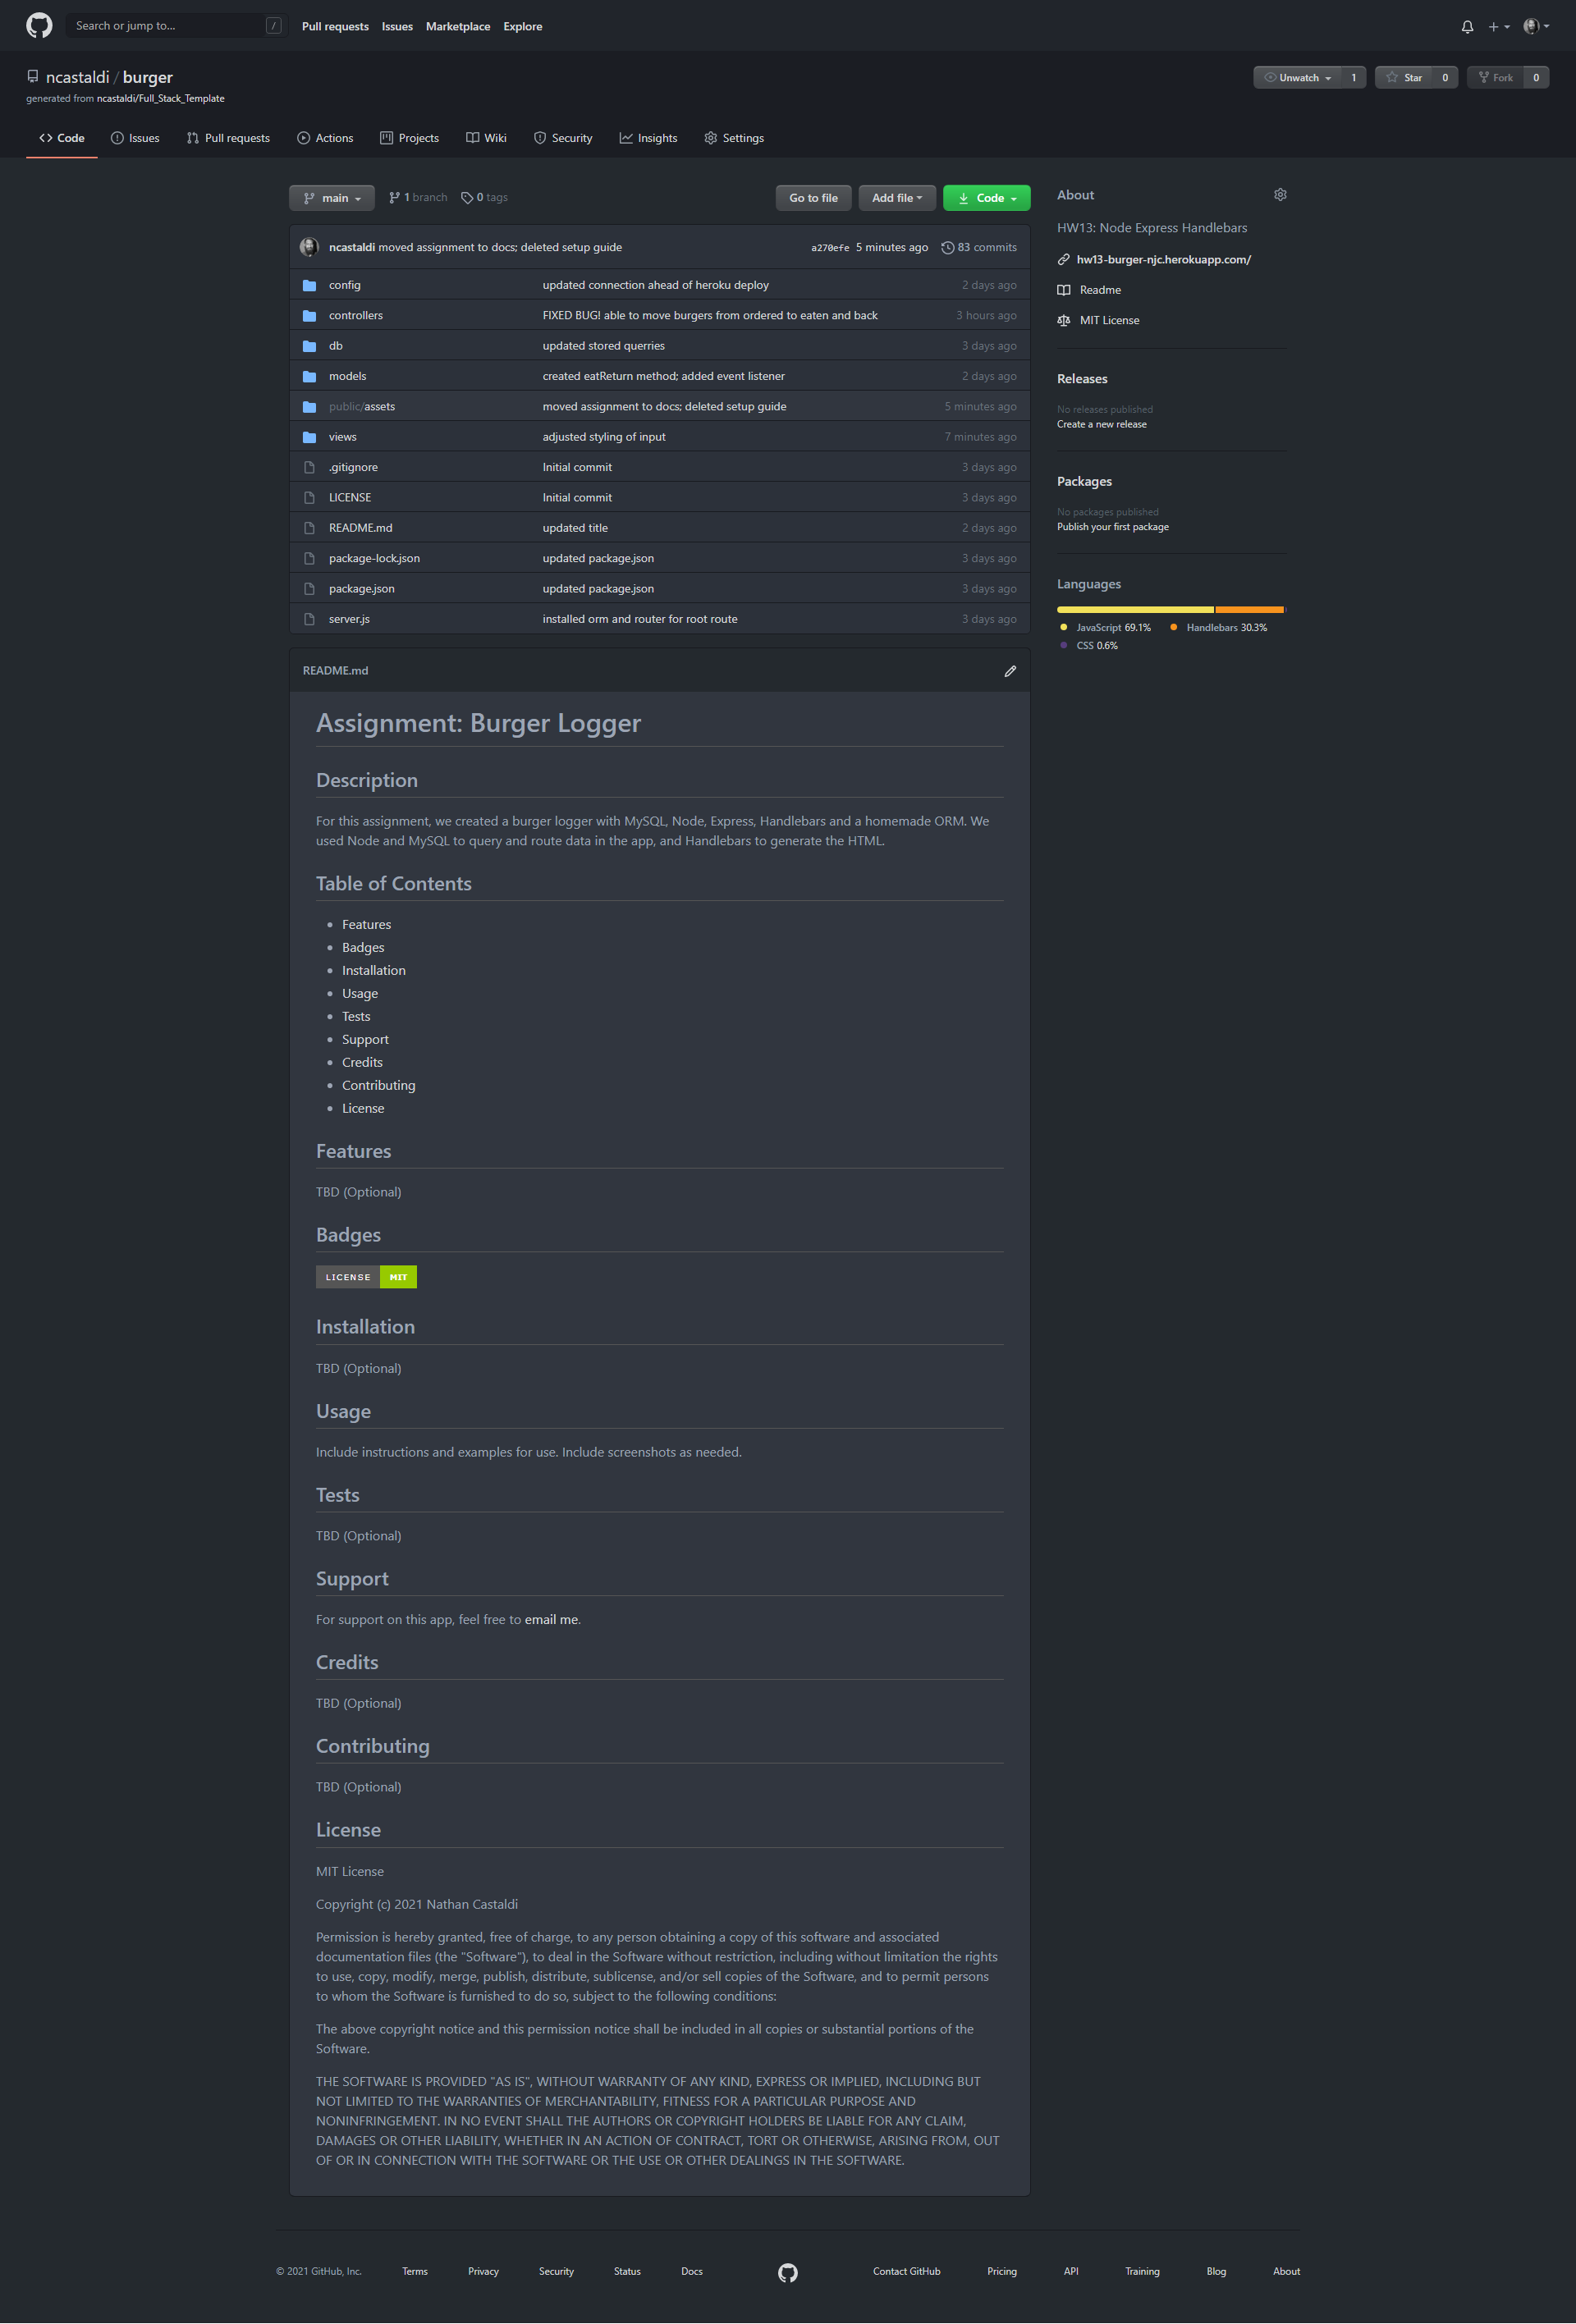 Search or jump to... /
Pull requests Issues Marketplace Explore
ncastaldi / burger
generated from ncastaldi/Full_Stack_Template
Unwatch 1 Star 0 Fork 0
Code Issues Pull requests Actions Projects Wiki Security Insights Settings
main 1 branch 0 tags Go to file Add file Code
ncastaldi moved assignment to docs; deleted setup guide a270efe 5 minutes ago 83 commits
config updated connection ahead of heroku deploy 2 days ago
controllers FIXED BUG! able to move burgers from ordered to eaten and back 3 hours ago
db updated stored querries 3 days ago
models created eatReturn method; added event listener 2 days ago
public/assets moved assignment to docs; deleted setup guide 5 minutes ago
views adjusted styling of input 7 minutes ago
.gitignore Initial commit 3 days ago
LICENSE Initial commit 3 days ago
README.md updated title 2 days ago
package-lock.json updated package.json 3 days ago
package.json updated package.json 3 days ago
server.js installed orm and router for root route 3 days ago
About
HW13: Node Express Handlebars
hw13-burger-njc.herokuapp.com/
Readme
MIT License
Releases
No releases published
Create a new release
Packages
No packages published
Publish your first package
Languages
JavaScript 69.1% Handlebars 30.3%
CSS 0.6%
README.md
Assignment: Burger Logger
Description
For this assignment, we created a burger logger with MySQL, Node, Express, Handlebars and a homemade ORM. We
used Node and MySQL to query and route data in the app, and Handlebars to generate the HTML.
Table of Contents
Features
Badges
Installation
Usage
Tests
Support
Credits
Contributing
License
Features
TBD (Optional)
Badges
LICENSE MIT
Installation
TBD (Optional)
Usage
Include instructions and examples for use. Include screenshots as needed.
Tests
TBD (Optional)
Support
For support on this app, feel free to email me.
Credits
TBD (Optional)
Contributing
TBD (Optional)
License
MIT License
Copyright (c) 2021 Nathan Castaldi
Permission is hereby granted, free of charge, to any person obtaining a copy of this software and associated
documentation files (the "Software"), to deal in the Software without restriction, including without limitation the rights
to use, copy, modify, merge, publish, distribute, sublicense, and/or sell copies of the Software, and to permit persons
to whom the Software is furnished to do so, subject to the following conditions:
The above copyright notice and this permission notice shall be included in all copies or substantial portions of the
Software.
THE SOFTWARE IS PROVIDED "AS IS", WITHOUT WARRANTY OF ANY KIND, EXPRESS OR IMPLIED, INCLUDING BUT
NOT LIMITED TO THE WARRANTIES OF MERCHANTABILITY, FITNESS FOR A PARTICULAR PURPOSE AND
NONINFRINGEMENT. IN NO EVENT SHALL THE AUTHORS OR COPYRIGHT HOLDERS BE LIABLE FOR ANY CLAIM,
DAMAGES OR OTHER LIABILITY, WHETHER IN AN ACTION OF CONTRACT, TORT OR OTHERWISE, ARISING FROM, OUT
OF OR IN CONNECTION WITH THE SOFTWARE OR THE USE OR OTHER DEALINGS IN THE SOFTWARE.
© 2021 GitHub, Inc. Terms Privacy Security Status Docs Contact GitHub Pricing API Training Blog About